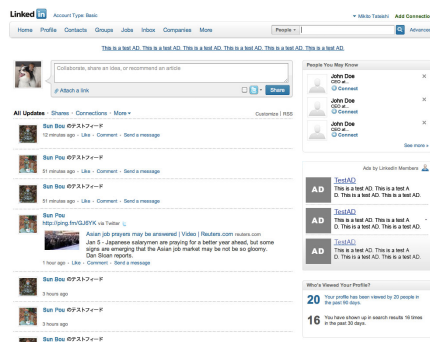 Linked in Account Type: Basic
Mikito Tateishi Add Connectio
Home Profile Contacts Groups Jobs Inbox Companies More
People Advanced
This is a test AD. This is a test AD. This is a test AD. This is a test AD. This is a test AD. This is a test AD.
Collaborate, share an idea, or recommend an article.
Attach a link
Share
All Updates · Shares · Connections · More
Customize | RSS
Sun Bou のテストフィード
12 minutes ago · Like · Comment · Send a message
Sun Pou のテストフィード
51 minutes ago · Like · Comment · Send a message
Sun Bou のテストフィード
51 minutes ago · Like · Comment · Send a message
Sun Pou
http://ping.fm/GJ6YK via Twitter
Asian job prayers may be answered | Video | Reuters.com reuters.com
Jan 5 - Japanese salarymen are praying for a better year ahead, but some
signs are emerging that the Asian job market may be not be so gloomy.
Dan Sloan reports.
1 hour ago · Like · Comment · Send a message
Sun Bou のテストフィード
3 hours ago
Sun Pou のテストフィード
3 hours ago
Sun Bou のテストフィード
People You May Know
John Doe
CEO at...
Connect
John Doe
CEO at...
Connect
John Doe
CEO at...
Connect
See more »
Ads by LinkedIn Members
AD
TestAD
This is a test AD. This is a test A
D. This is a test AD. This is a test AD.
AD
TestAD
This is a test AD. This is a test A
D. This is a test AD. This is a test AD.
AD
TestAD
This is a test AD. This is a test A
D. This is a test AD. This is a test AD.
Who's Viewed Your Profile?
20 Your profile has been viewed by 20 people in
the past 90 days.
16 You have shown up in search results 16 times
in the past 30 days.